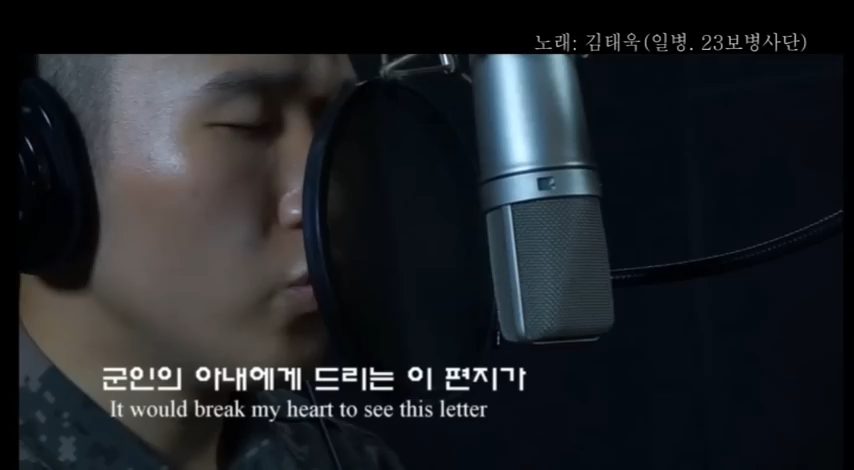 노래: 김태욱(일병. 23보병사단)
군인의 아내에게 드리는 이 편지가
It would break my heart to see this letter